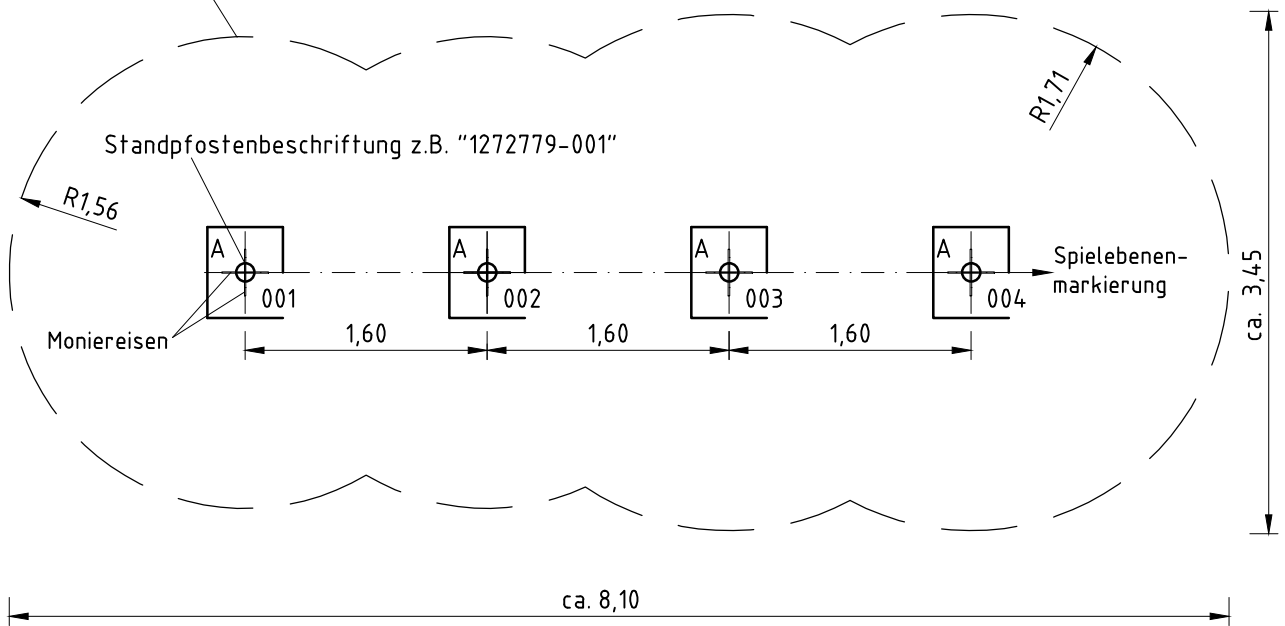 R1,71
Standpfostenbeschriftung z.B. "1272779-001"
R1,56
A
A
A
A
Spielebenen-
markierung
001
002
003
004
Moniereisen
1,60
1,60
1,60
ca. 3,45
ca. 8,10